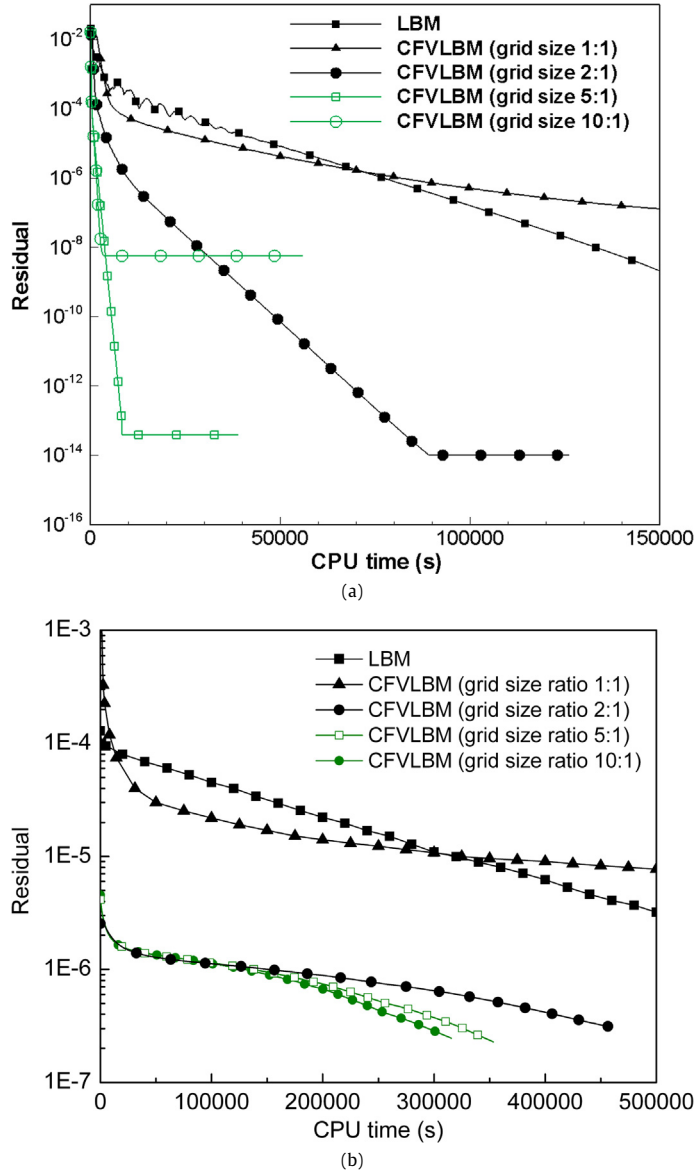 LBM
CFVLBM (grid size 1:1)
CFVLBM (grid size 2:1)
CFVLBM (grid size 5:1)
CFVLBM (grid size 10:1)
10^-2
10^-4
10^-6
10^-8
10^-10
10^-12
10^-14
10^-16
Residual
0
50000
100000
150000
CPU time (s)
(a)
LBM
CFVLBM (grid size ratio 1:1)
CFVLBM (grid size ratio 2:1)
CFVLBM (grid size ratio 5:1)
CFVLBM (grid size ratio 10:1)
1E-3
1E-4
1E-5
1E-6
1E-7
Residual
0
100000
200000
300000
400000
500000
CPU time (s)
(b)